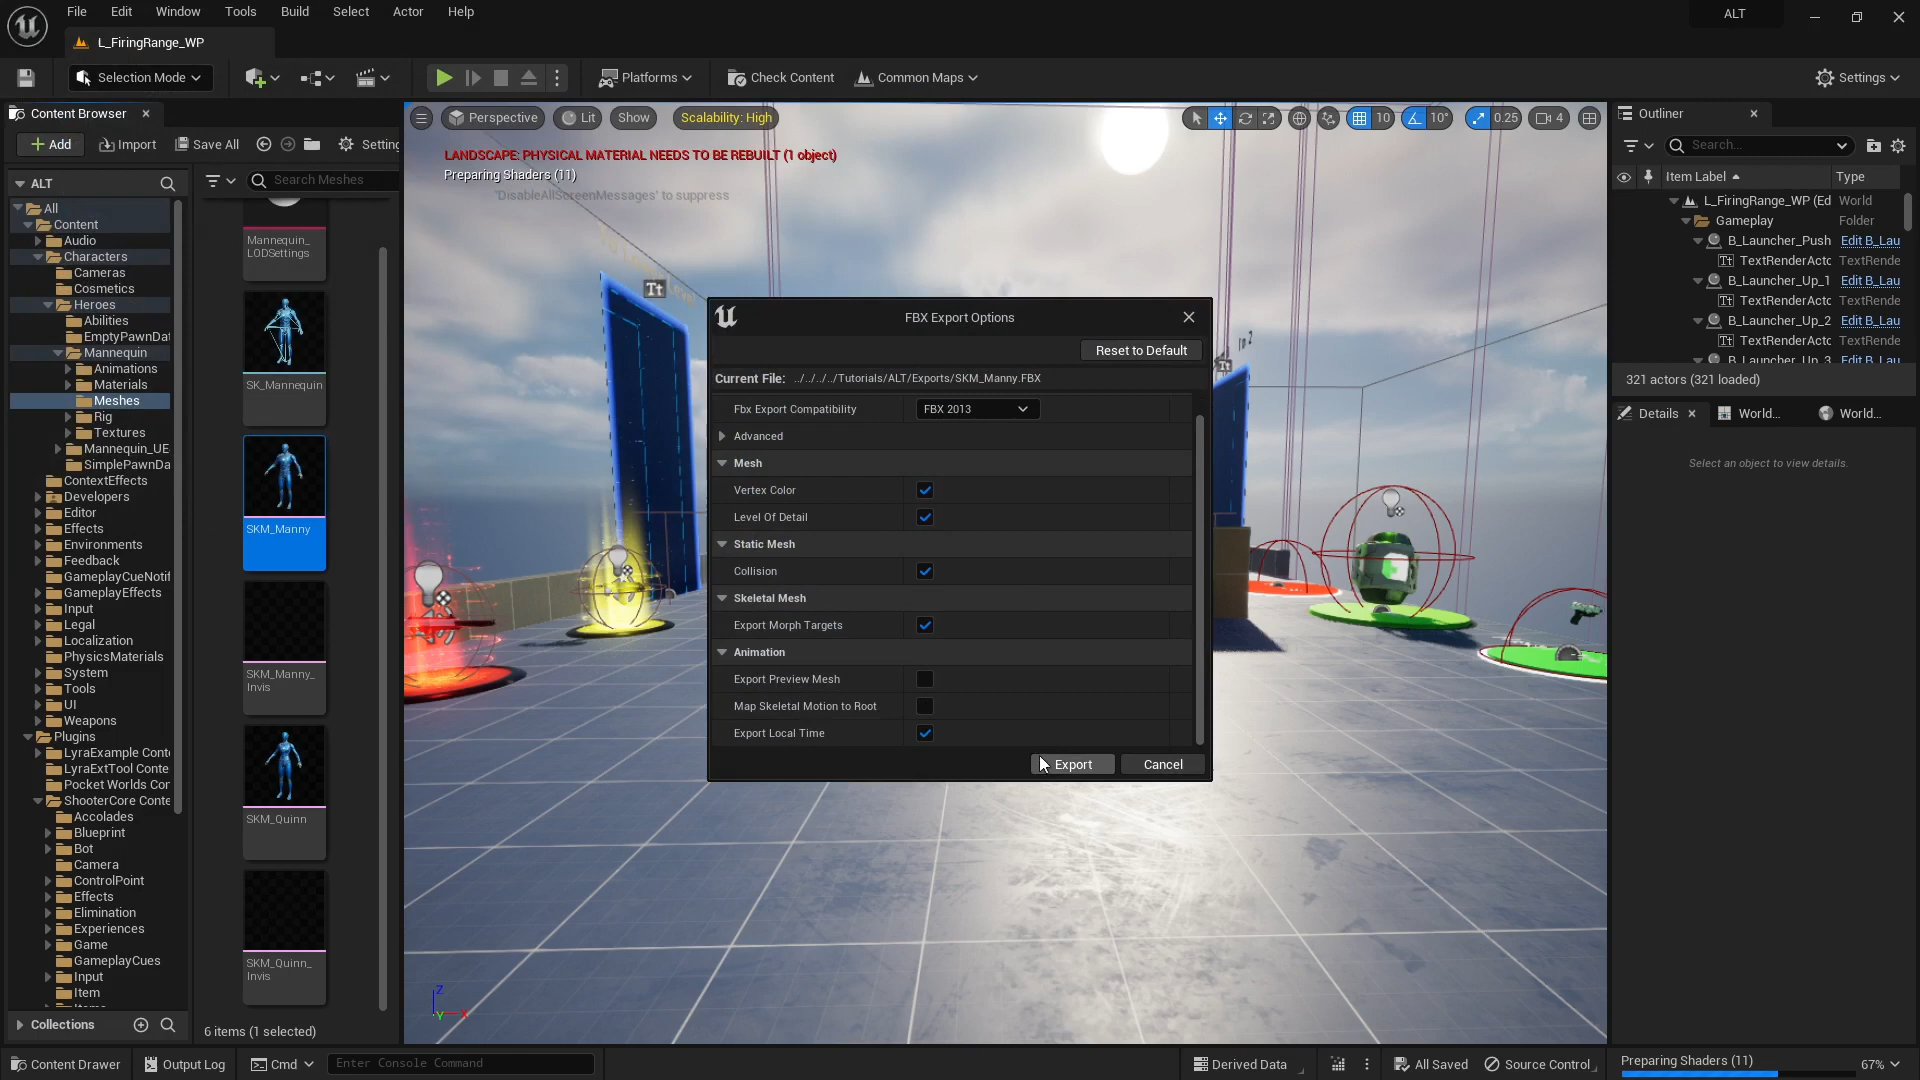 File Edit Window Tools Build Select Actor Help
ALT
L_FiringRange_WP
Selection Mode
Platforms
Check Content
Common Maps
Settings
Content Browser
Add
Import
Save All
Setting
ALT
All
Content
Audio
Characters
Cameras
Cosmetics
Heroes
Abilities
EmptyPawnDat
Mannequin
Animations
Materials
Meshes
Rig
Textures
Mannequin_UE
SimplePawnDa
ContextEffects
Developers
Editor
Effects
Environments
Feedback
GameplayCueNotif
GameplayEffects
Input
Legal
Localization
PhysicsMaterials
System
Tools
UI
Weapons
Plugins
LyraExample Conte
LyraExtTool Conte
Pocket Worlds Cor
ShooterCore Conte
Accolades
Blueprint
Bot
Camera
ControlPoint
Effects
Elimination
Experiences
Game
GameplayCues
Input
Item
Collections
Search Meshes
Mannequin_
LODSettings
SK_Mannequin
SKM_Manny
SKM_Manny_
Invis
SKM_Quinn
SKM_Quinn_
Invis
6 items (1 selected)
Perspective
Lit
Show
Scalability: High
10
10°
0.25
4
LANDSCAPE: PHYSICAL MATERIAL NEEDS TO BE REBUILT (1 object)
Preparing Shaders (11)
'DisableAllScreenMessages' to suppress
Tt
FBX Export Options
Reset to Default
Current File: ../../../../Tutorials/ALT/Exports/SKM_Manny.FBX
Fbx Export Compatibility FBX 2013
Advanced
Mesh
Vertex Color
Level Of Detail
Static Mesh
Collision
Skeletal Mesh
Export Morph Targets
Animation
Export Preview Mesh
Map Skeletal Motion to Root
Export Local Time
Export
Cancel
Z
Y
X
Outliner
Search...
Item Label Type
L_FiringRange_WP (Ed World
Gameplay Folder
B_Launcher_Push Edit B_Lau
Tt TextRenderActc TextRende
B_Launcher_Up_1 Edit B_Lau
Tt TextRenderActc TextRende
B_Launcher_Up_2 Edit B_Lau
Tt TextRenderActc TextRende
B_Launcher_Up_3 Edit B_Lau
321 actors (321 loaded)
Details
World...
World...
Select an object to view details.
Content Drawer
Output Log
Cmd
Enter Console Command
Derived Data
All Saved
Source Control
Preparing Shaders (11)
67%